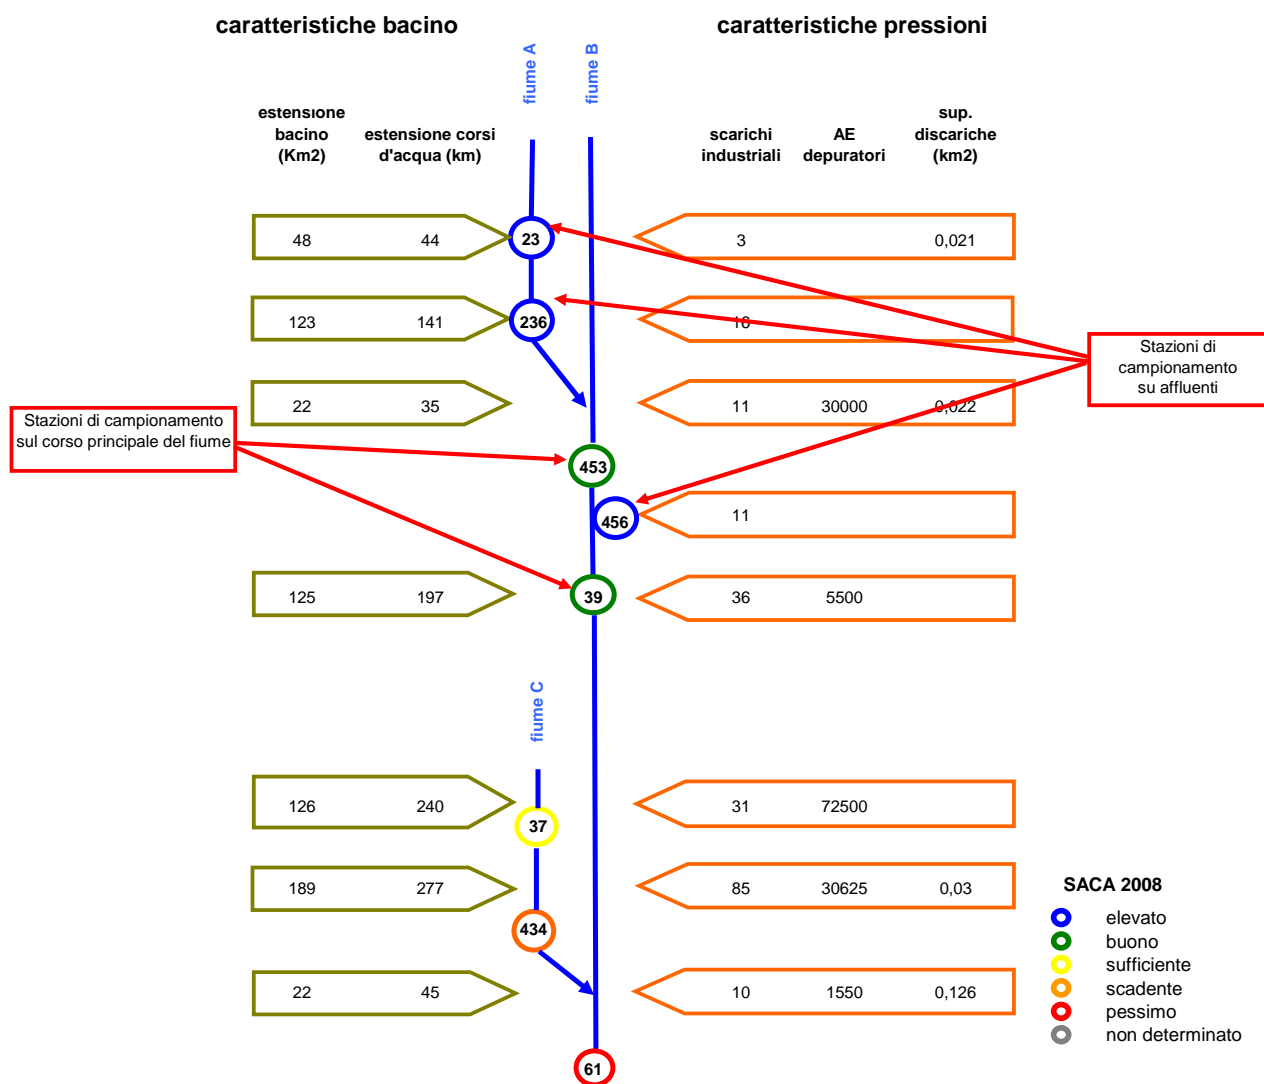 caratteristiche bacino
caratteristiche pressioni
fiume A
fiume B
estensione
bacino
(Km2)
estensione corsi
d'acqua (km)
scarichi
industriali
AE
depuratori
sup.
discariche
(km2)
48 44 23 3 0,021
123 141 236 16
22 35 11 30000 0,022
Stazioni di
campionamento
su affluenti
Stazioni di campionamento
sul corso principale del fiume
453
456 11
125 197 39 36 5500
fiume C
126 240 31 72500
37
189 277 85 30625 0,03
434
22 45 10 1550 0,126
61
SACA 2008
elevato
buono
sufficiente
scadente
pessimo
non determinato